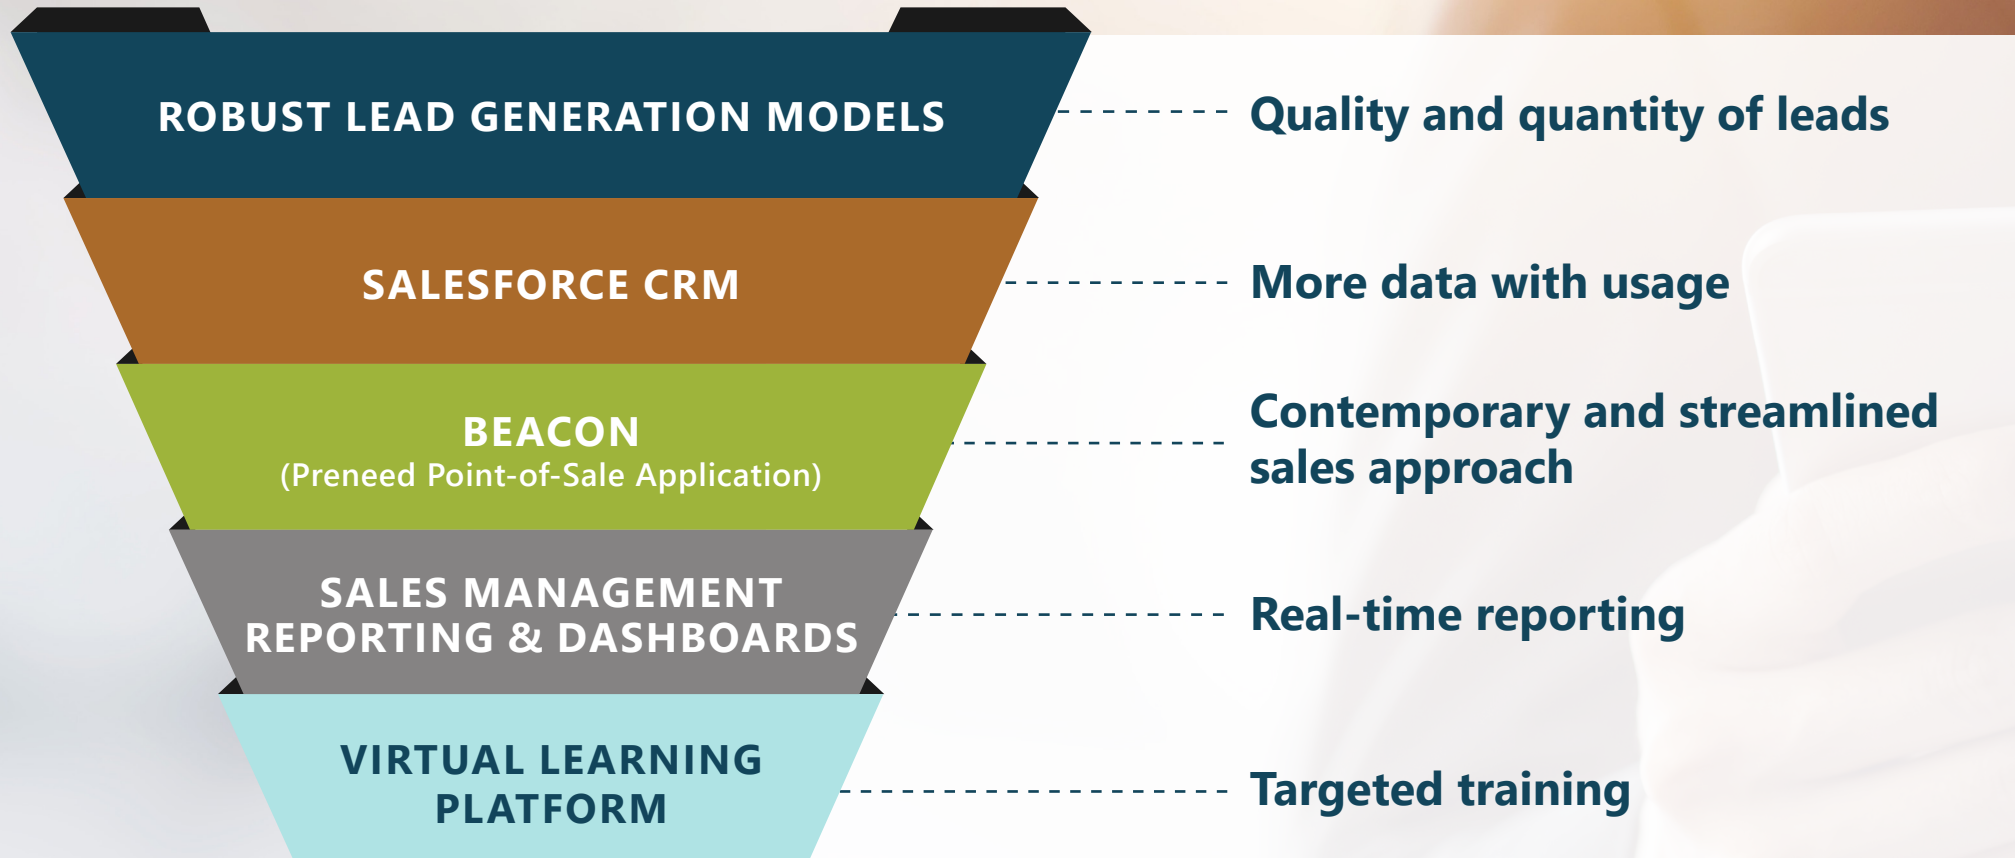 ROBUST LEAD GENERATION MODELS
Quality and quantity of leads
SALESFORCE CRM
More data with usage
BEACON
(Preneed Point-of-Sale Application)
Contemporary and streamlined
sales approach
SALES MANAGEMENT
REPORTING & DASHBOARDS
Real-time reporting
VIRTUAL LEARNING
PLATFORM
Targeted training